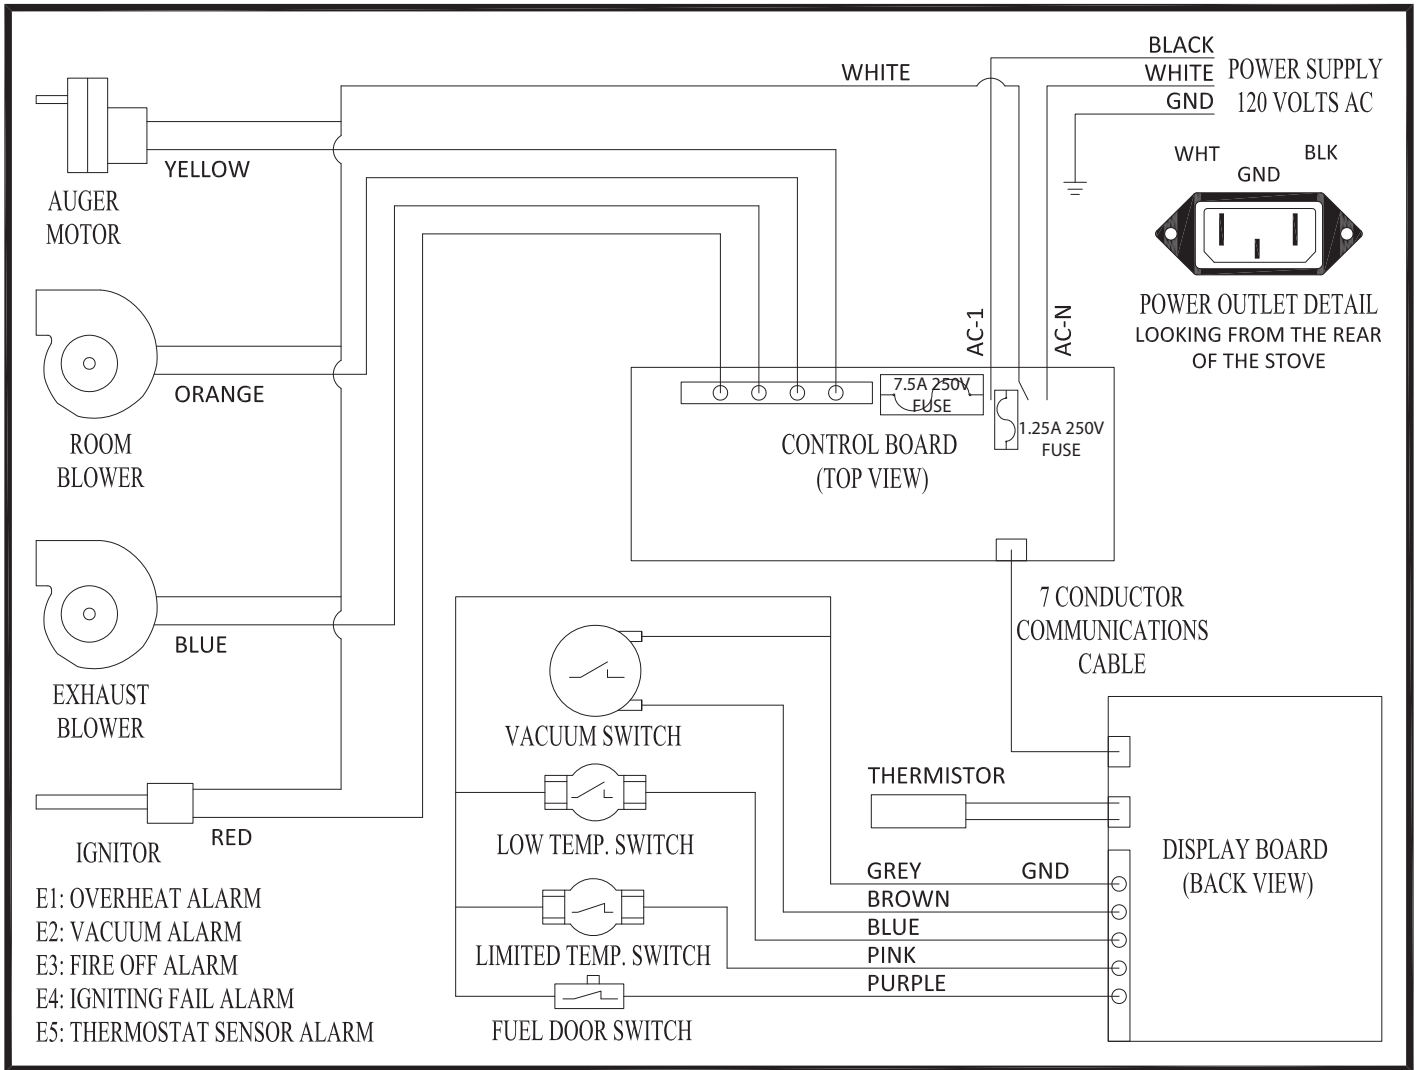 BLACK
WHITE
WHITE
POWER SUPPLY
GND
120 VOLTS AC
WHT
BLK
GND
YELLOW
AUGER
MOTOR
POWER OUTLET DETAIL
LOOKING FROM THE REAR
OF THE STOVE
AC-1
AC-N
ORANGE
7.5A 250V
FUSE
1.25A 250V
FUSE
CONTROL BOARD
(TOP VIEW)
ROOM
BLOWER
7 CONDUCTOR
COMMUNICATIONS
CABLE
BLUE
EXHAUST
BLOWER
VACUUM SWITCH
THERMISTOR
RED
IGNITOR
LOW TEMP. SWITCH
DISPLAY BOARD
(BACK VIEW)
GREY
GND
BROWN
BLUE
PINK
PURPLE
LIMITED TEMP. SWITCH
FUEL DOOR SWITCH
E1: OVERHEAT ALARM
E2: VACUUM ALARM
E3: FIRE OFF ALARM
E4: IGNITING FAIL ALARM
E5: THERMOSTAT SENSOR ALARM